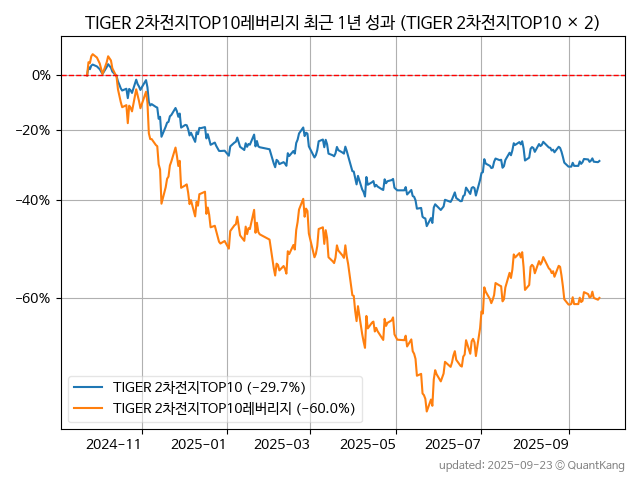 TIGER 2차전지TOP10레버리지 최근 1년 성과 (TIGER 2차전지TOP10 × 2)
0%
−20%
−40%
−60%
TIGER 2차전지TOP10 (−29.7%)
TIGER 2차전지TOP10레버리지 (−60.0%)
2024-11 2025-01 2025-03 2025-05 2025-07 2025-09
updated: 2025-09-23 © QuantKang